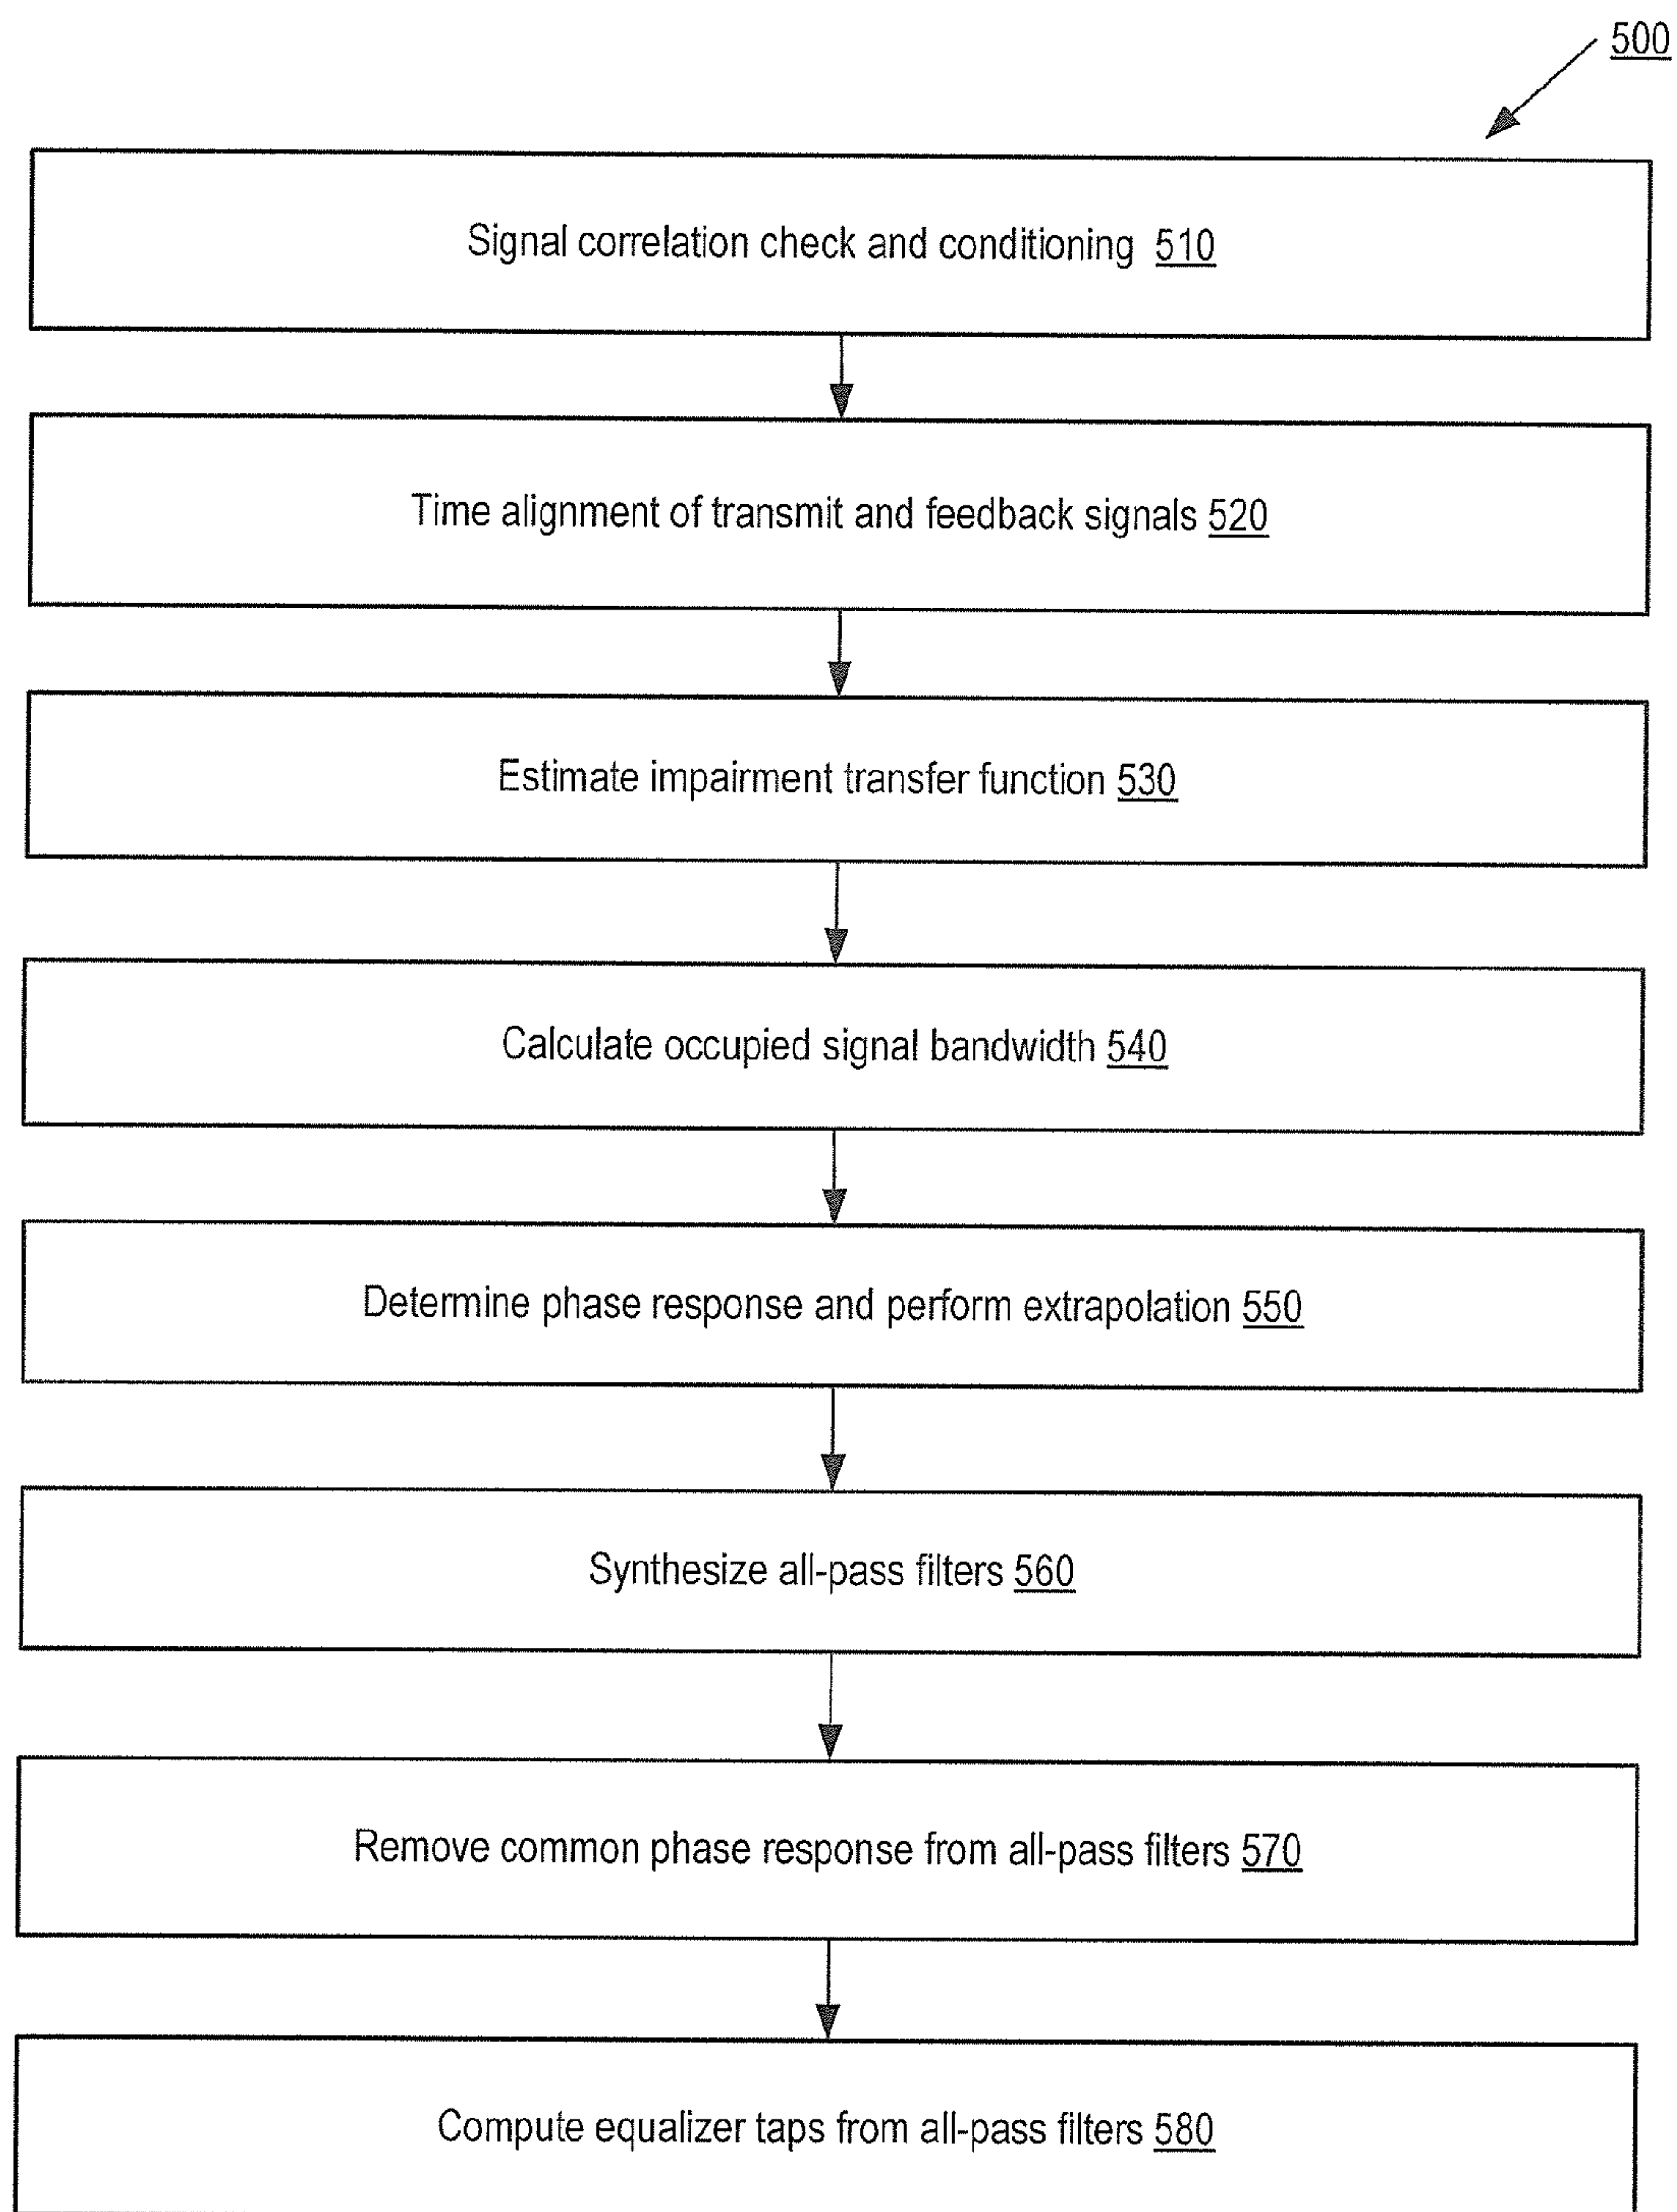 500
Signal correlation check and conditioning 510
Time alignment of transmit and feedback signals 520
Estimate impairment transfer function 530
Calculate occupied signal bandwidth 540
Determine phase response and perform extrapolation 550
Synthesize all-pass filters 560
Remove common phase response from all-pass filters 570
Compute equalizer taps from all-pass filters 580